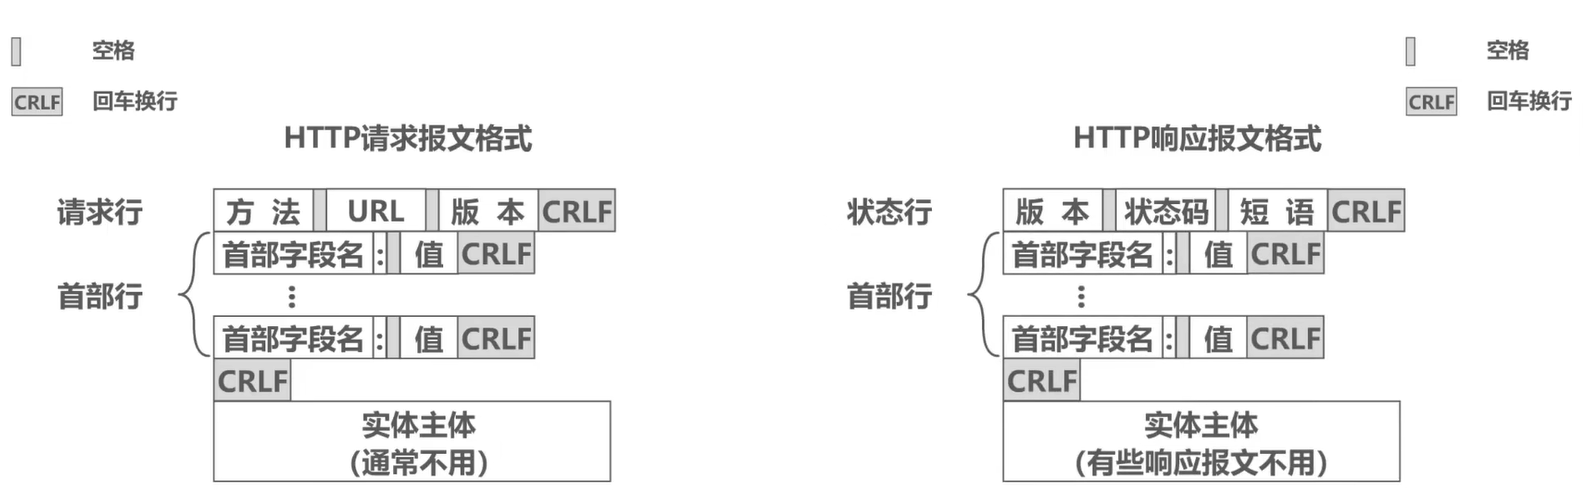 空格
空格
CRLF 回车换行
CRLF 回车换行
HTTP请求报文格式
HTTP响应报文格式
请求行 方 法 URL 版 本 CRLF
首部字段名 : 值 CRLF
首部行 ⋮
首部字段名 : 值 CRLF
CRLF
实体主体
(通常不用)
状态行 版 本 状态码 短 语 CRLF
首部字段名 : 值 CRLF
首部行 ⋮
首部字段名 : 值 CRLF
CRLF
实体主体
(有些响应报文不用)